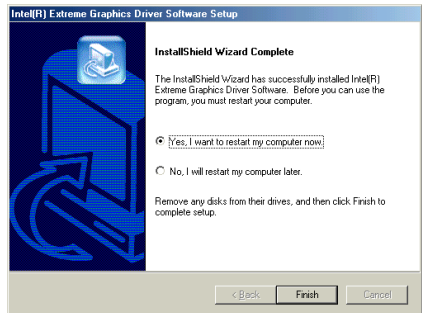 Intel(R) Extreme Graphics Driver Software Setup
InstallShield Wizard Complete
The InstallShield Wizard has successfully installed Intel(R)
Extreme Graphics Driver Software. Before you can use the
program, you must restart your computer.
Yes, I want to restart my computer now.
No, I will restart my computer later.
Remove any disks from their drives, and then click Finish to
complete setup.
< Back
Finish
Cancel